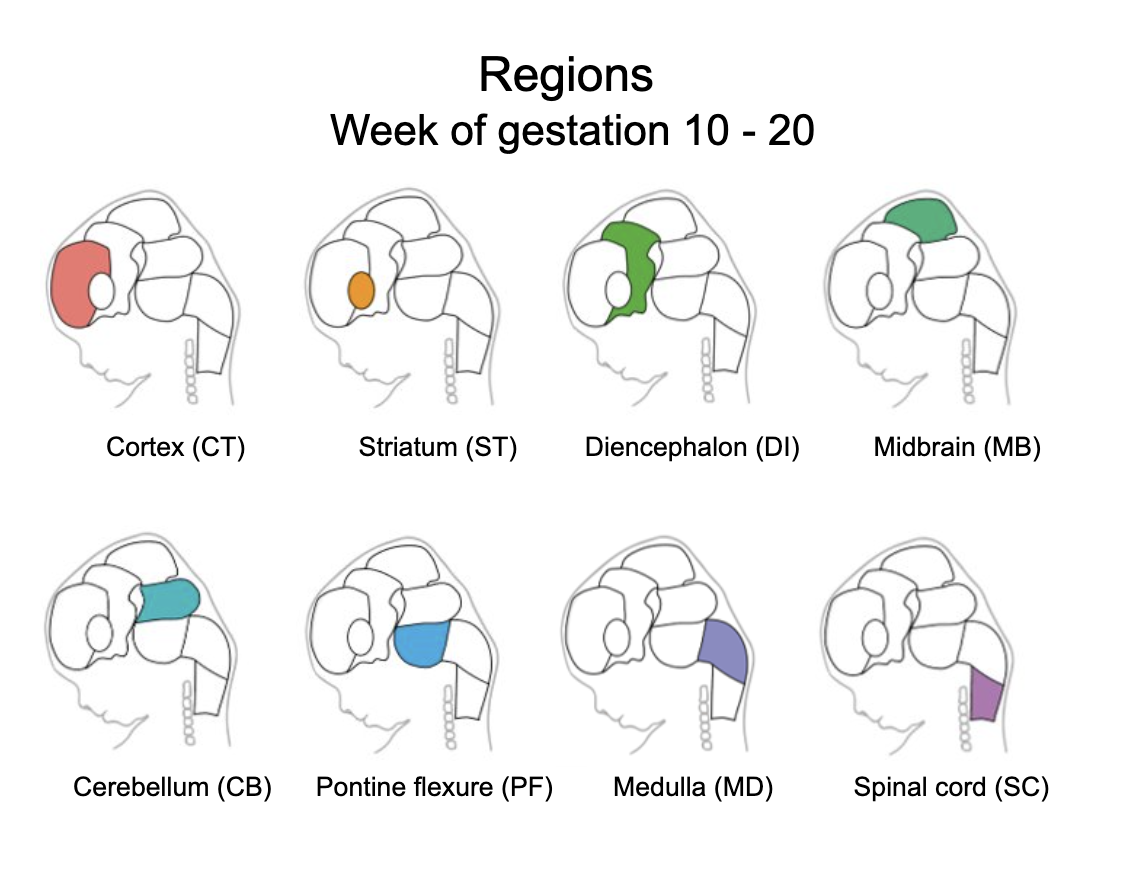 Regions
Week of gestation 10 - 20
Cortex (CT)
Striatum (ST)
Diencephalon (DI)
Midbrain (MB)
Cerebellum (CB)
Pontine flexure (PF)
Medulla (MD)
Spinal cord (SC)